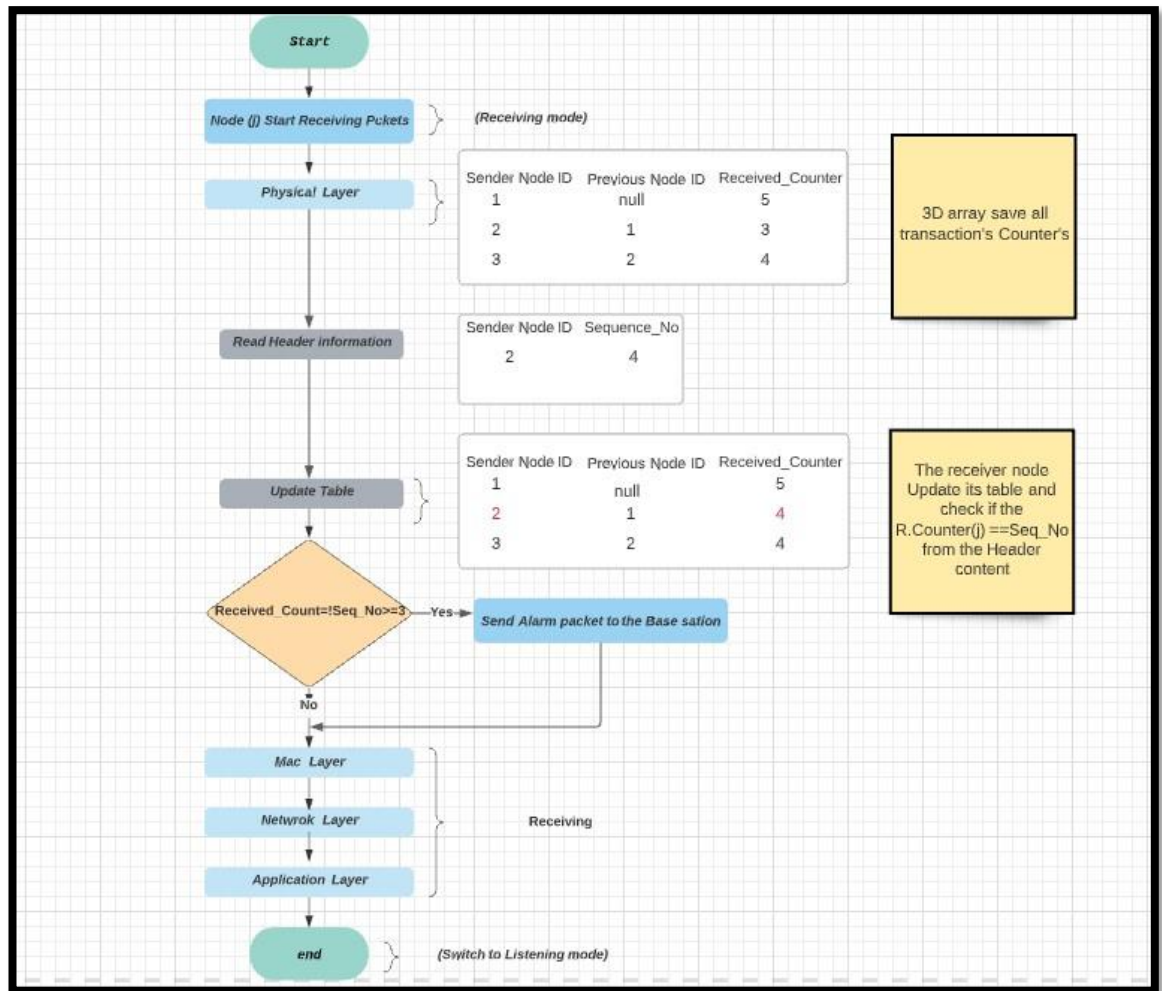 Start
Node (j) Start Receiving Pckets
(Receiving mode)
Physical Layer
Sender Node ID Previous Node ID Received_Counter
1 null 5
2 1 3
3 2 4
3D array save all
transaction's Counter's
Read Header information
Sender Node ID Sequence_No
2 4
Update Table
Sender Node ID Previous Node ID Received_Counter
1 null 5
2 1 4
3 2 4
The receiver node
Update its table and
check if the
R.Counter(j) ==Seq_No
from the Header
content
Received_Count=!Seq_No>=3
Yes
Send Alarm packet to the Base sation
No
Mac Layer
Netwrok Layer
Receiving
Application Layer
end
(Switch to Listening mode)